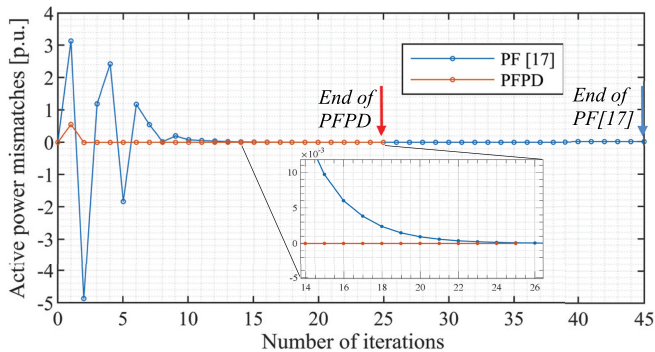 Active power mismatches [p.u.]
4
3
2
1
0
-1
-2
-3
-4
-5
PF [17]
PFPD
End of
PFPD
End of
PF[17]
×10⁻³
10
5
0
-5
14 16 18 20 22 24 26
0 5 10 15 20 25 30 35 40 45
Number of iterations